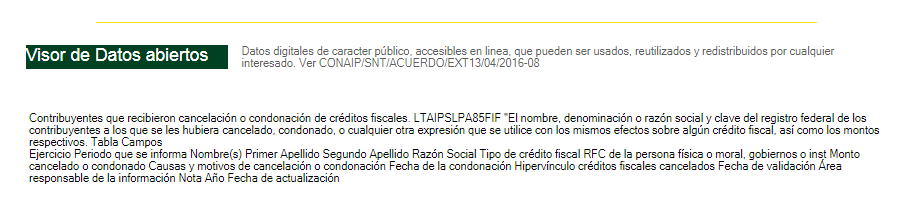 Visor de Datos abiertos
Datos digitales de caracter público, accesibles en linea, que pueden ser usados, reutilizados y redistribuidos por cualquier
interesado. Ver CONAIP/SNT/ACUERDO/EXT13/04/2016-08
Contribuyentes que recibieron cancelación o condonación de créditos fiscales. LTAIPSLPA85FIF "El nombre, denominación o razón social y clave del registro federal de los
contribuyentes a los que se les hubiera cancelado, condonado, o cualquier otra expresión que se utilice con los mismos efectos sobre algún crédito fiscal, así como los montos
respectivos. Tabla Campos
Ejercicio Periodo que se informa Nombre(s) Primer Apellido Segundo Apellido Razón Social Tipo de crédito fiscal RFC de la persona física o moral, gobiernos o inst Monto
cancelado o condonado Causas y motivos de cancelación o condonación Fecha de la condonación Hipervínculo créditos fiscales cancelados Fecha de validación Área
responsable de la información Nota Año Fecha de actualización